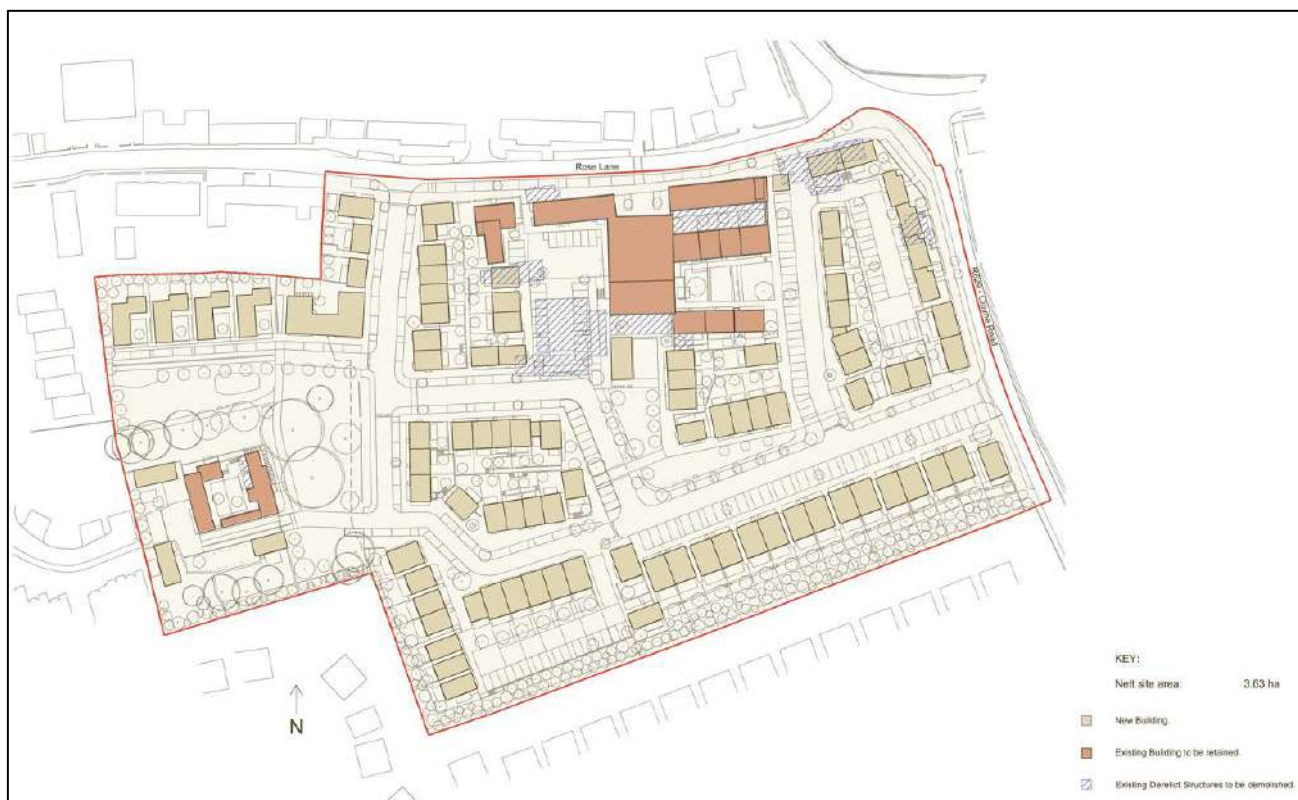 Rose Lane
N
KEY:
Nett site area: 3.63 ha
New Building.
Existing Building to be retained.
Existing Derelict Structures to be demolished.